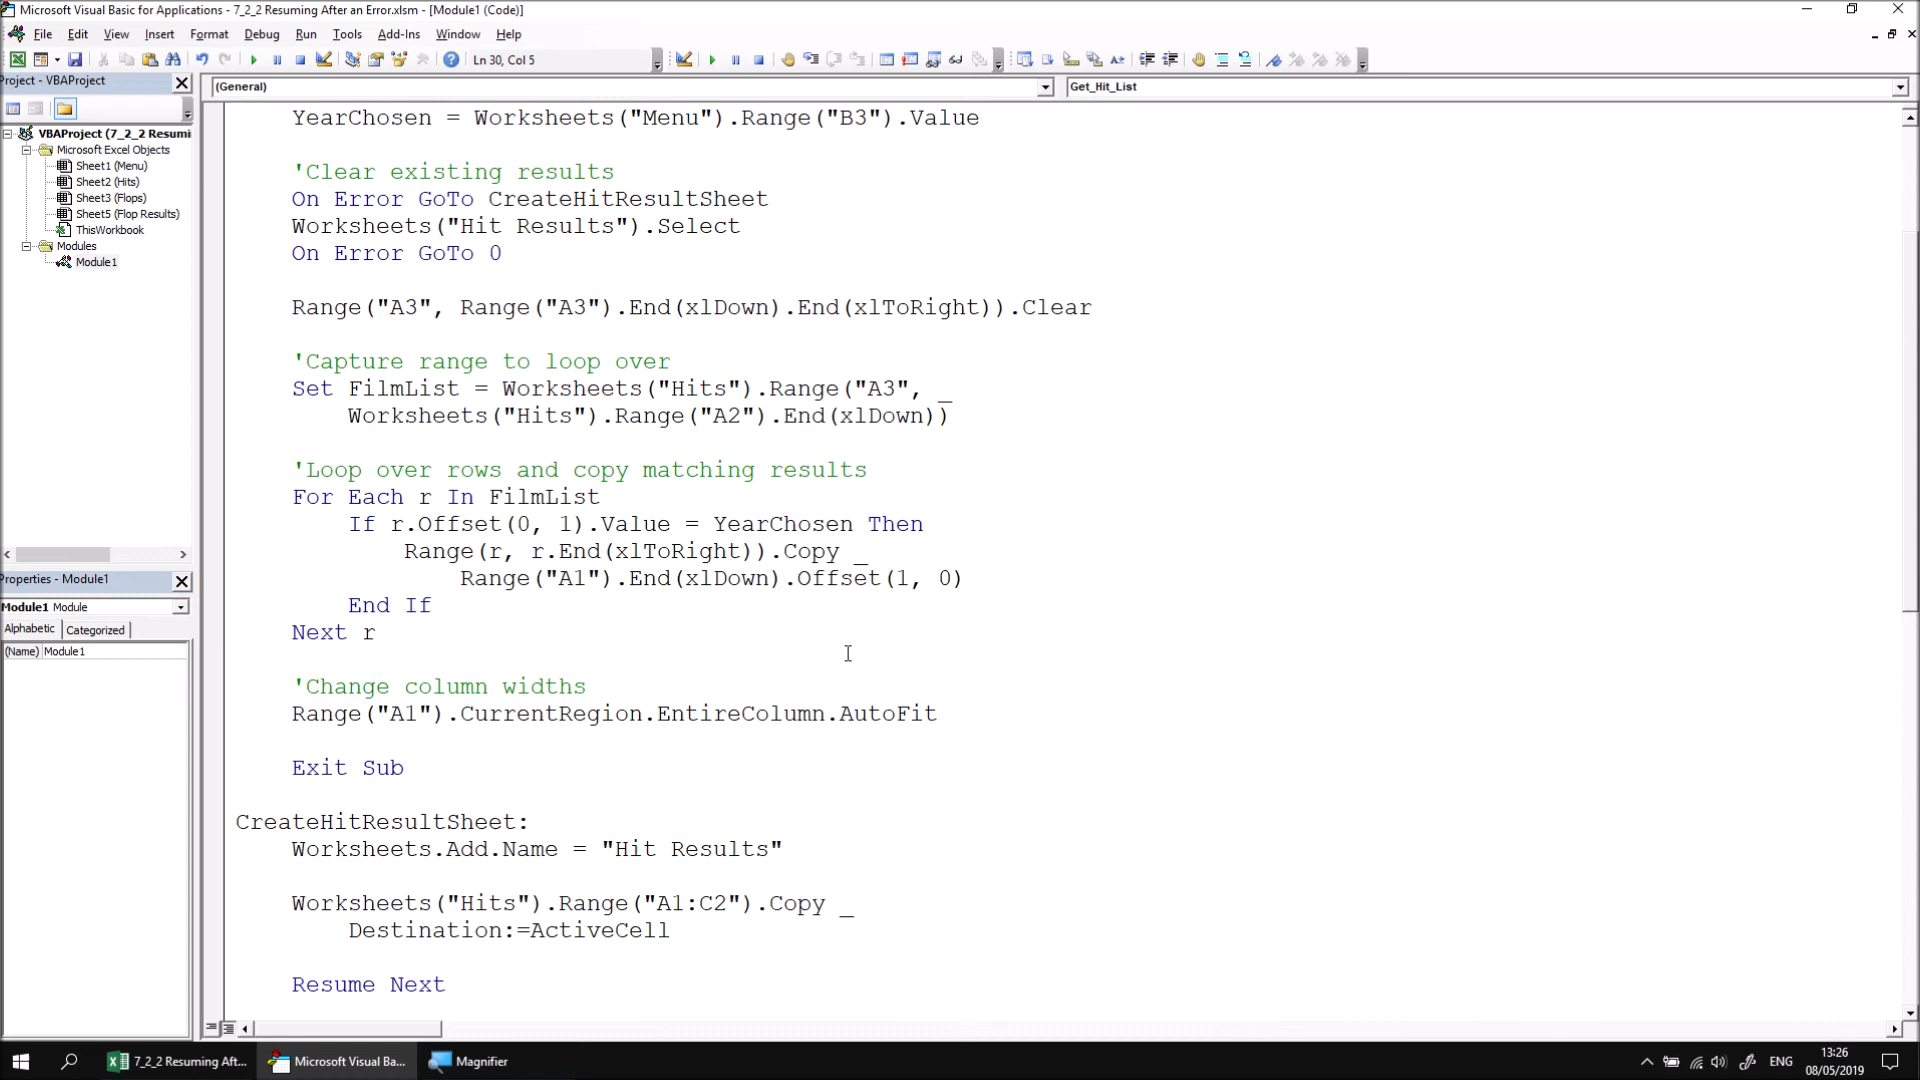 Microsoft Visual Basic for Applications - 7_2_2 Resuming After an Error.xlsm - [Module1 (Code)]
File Edit View Insert Format Debug Run Tools Add-Ins Window Help
Ln 30, Col 5
Project - VBAProject
(General)
Get_Hit_List
VBAProject (7_2_2 Resumi
Microsoft Excel Objects
Sheet1 (Menu)
Sheet2 (Hits)
Sheet3 (Flops)
Sheet5 (Flop Results)
ThisWorkbook
Modules
Module1
Properties - Module1
Module1 Module
Alphabetic Categorized
(Name) Module1
YearChosen = Worksheets("Menu").Range("B3").Value
'Clear existing results
On Error GoTo CreateHitResultSheet
Worksheets("Hit Results").Select
On Error GoTo 0
Range("A3", Range("A3").End(xlDown).End(xlToRight)).Clear
'Capture range to loop over
Set FilmList = Worksheets("Hits").Range("A3", _
Worksheets("Hits").Range("A2").End(xlDown))
'Loop over rows and copy matching results
For Each r In FilmList
If r.Offset(0, 1).Value = YearChosen Then
Range(r, r.End(xlToRight)).Copy _
Range("A1").End(xlDown).Offset(1, 0)
End If
Next r
'Change column widths
Range("A1").CurrentRegion.EntireColumn.AutoFit
Exit Sub
CreateHitResultSheet:
Worksheets.Add.Name = "Hit Results"
Worksheets("Hits").Range("A1:C2").Copy _
Destination:=ActiveCell
Resume Next
7_2_2 Resuming Aft...
Microsoft Visual Ba...
Magnifier
ENG
13:26
08/05/2019